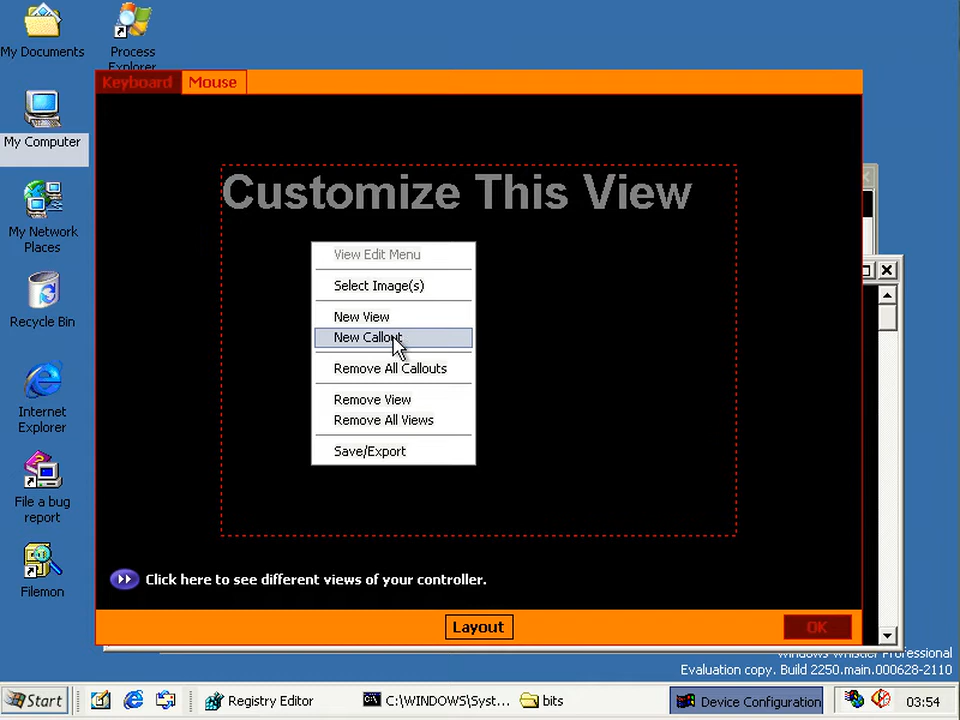 My Documents
Process
Explorer
My Computer
My Network
Places
Recycle Bin
Internet
Explorer
File a bug
report
Filemon
Keyboard
Mouse
Customize This View
View Edit Menu
Select Image(s)
New View
New Callout
Remove All Callouts
Remove View
Remove All Views
Save/Export
Click here to see different views of your controller.
Layout
OK
Windows Whistler Professional
Evaluation copy. Build 2250.main.000628-2110
Start
Registry Editor
C:\WINDOWS\Syst...
bits
Device Configuration
03:54